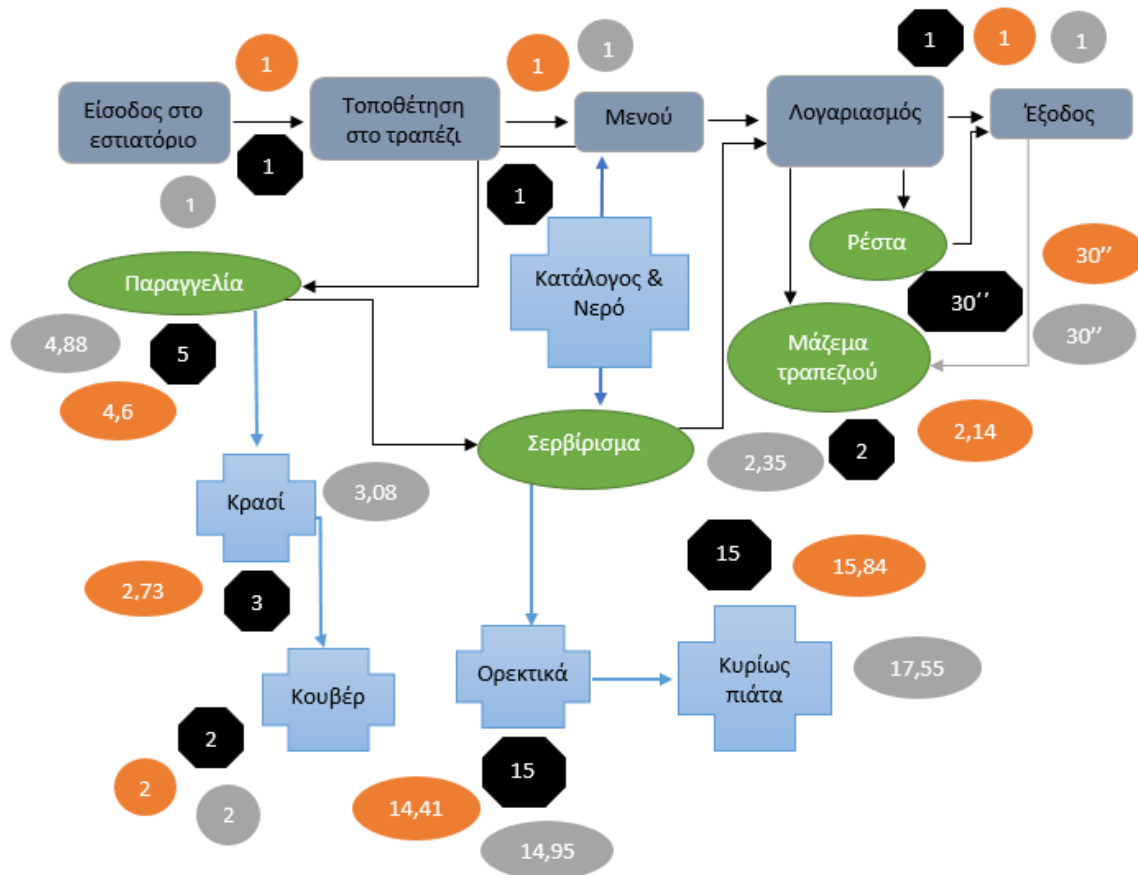 1
1
1
1
1
1
Είσοδος στο
εστιατόριο
Τοποθέτηση
στο τραπέζι
Μενού
Λογαριασμός
Έξοδος
1
1
1
Ρέστα
30’’
Παραγγελία
Κατάλογος &
Νερό
30΄΄
30’’
4,88
5
Μάζεμα
τραπεζιού
4,6
2,14
Σερβίρισμα
2,35
2
Κρασί
3,08
15
15,84
2,73
3
Ορεκτικά
Κυρίως
πιάτα
17,55
Κουβέρ
2
2
2
15
14,41
14,95